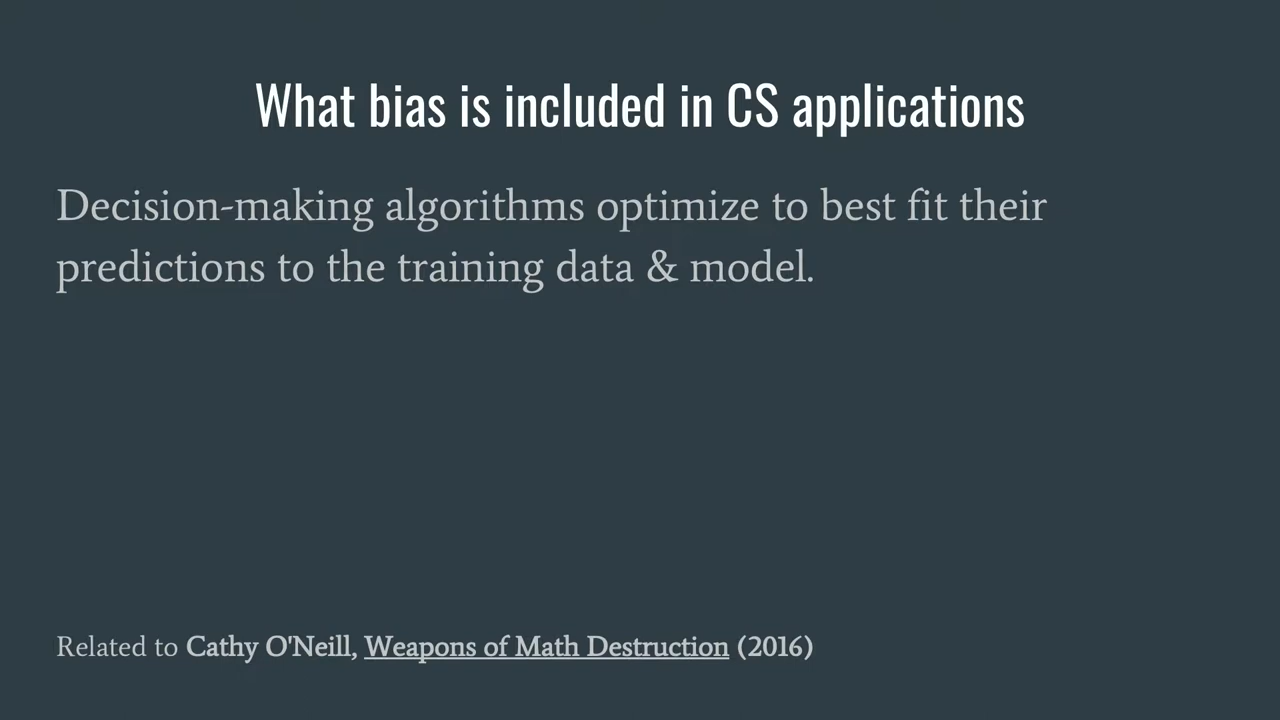 What bias is included in CS applications
Decision-making algorithms optimize to best fit their
predictions to the training data & model.
Related to Cathy O'Neill, Weapons of Math Destruction (2016)